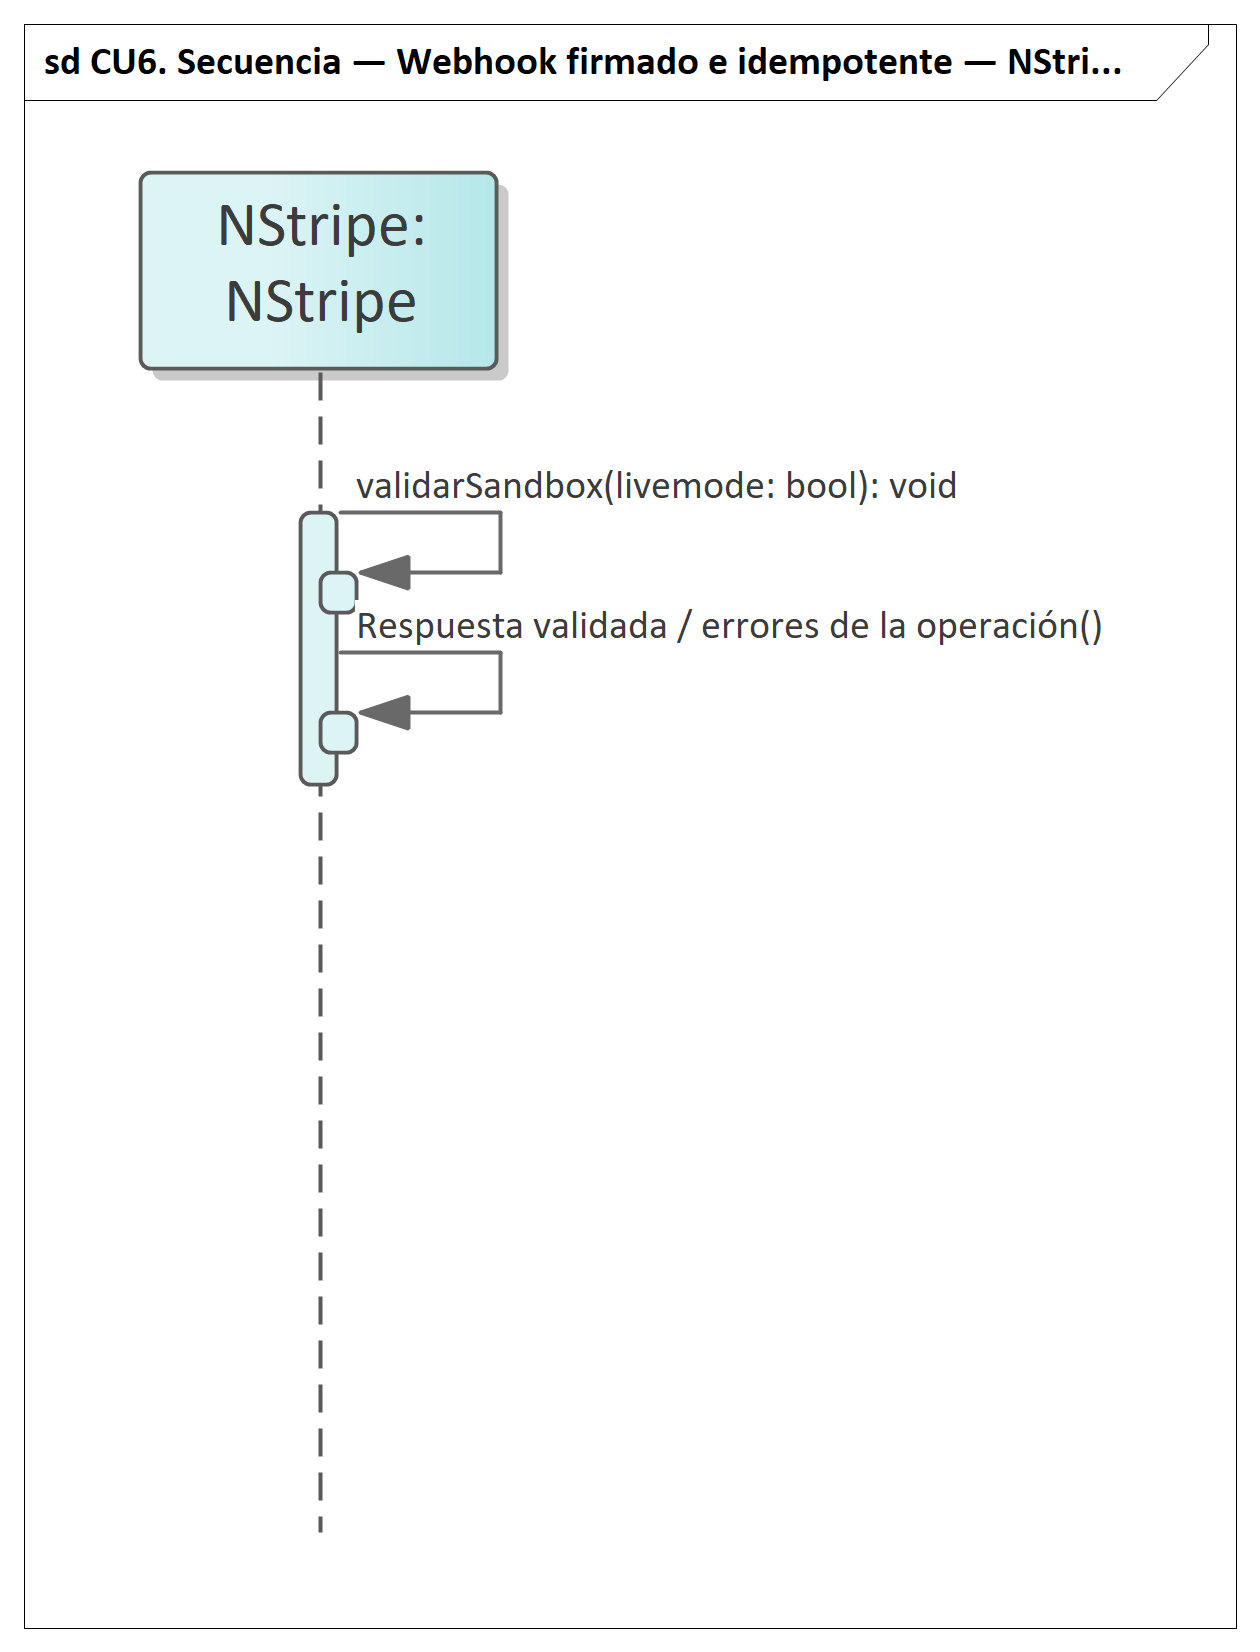 sd CU6. Secuencia — Webhook firmado e idempotente — NStri...
NStripe:
NStripe
validarSandbox(livemode: bool): void
Respuesta validada / errores de la operación()